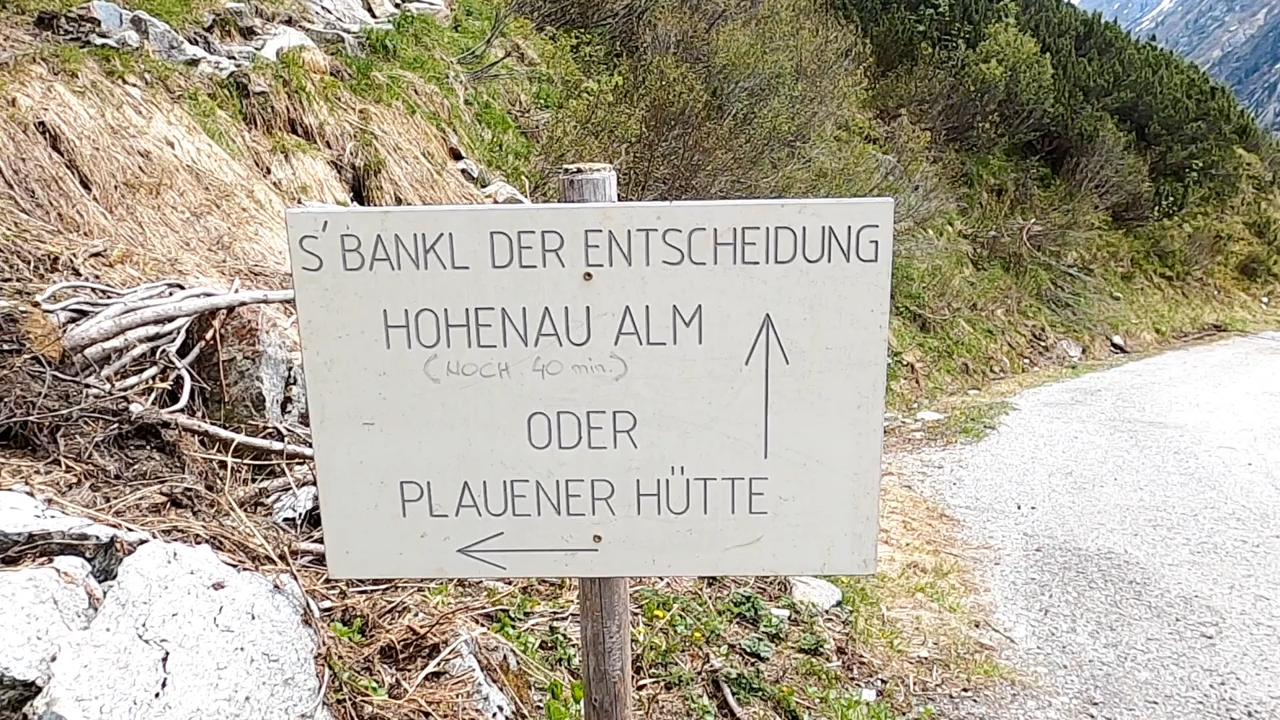 S'BANKL DER ENTSCHEIDUNG
HOHENAU ALM
(NOCH 40 min.)
ODER
PLAUENER HÜTTE